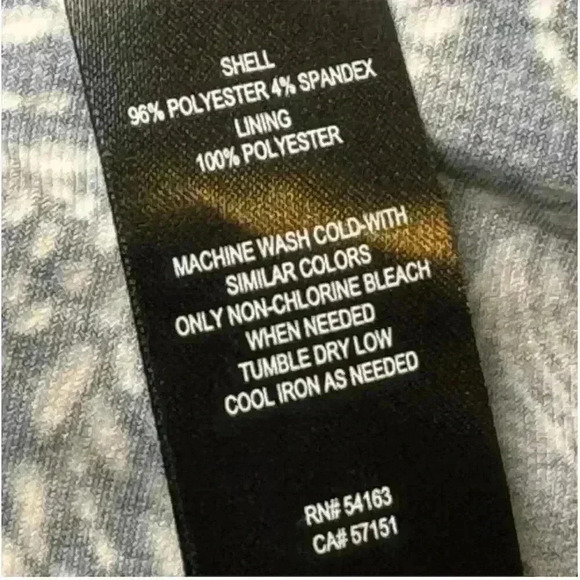 SHELL
96% POLYESTER 4% SPANDEX
LINING
100% POLYESTER
MACHINE WASH COLD-WITH
SIMILAR COLORS
ONLY NON-CHLORINE BLEACH
WHEN NEEDED
TUMBLE DRY LOW
COOL IRON AS NEEDED
RN# 54163
CA# 57151